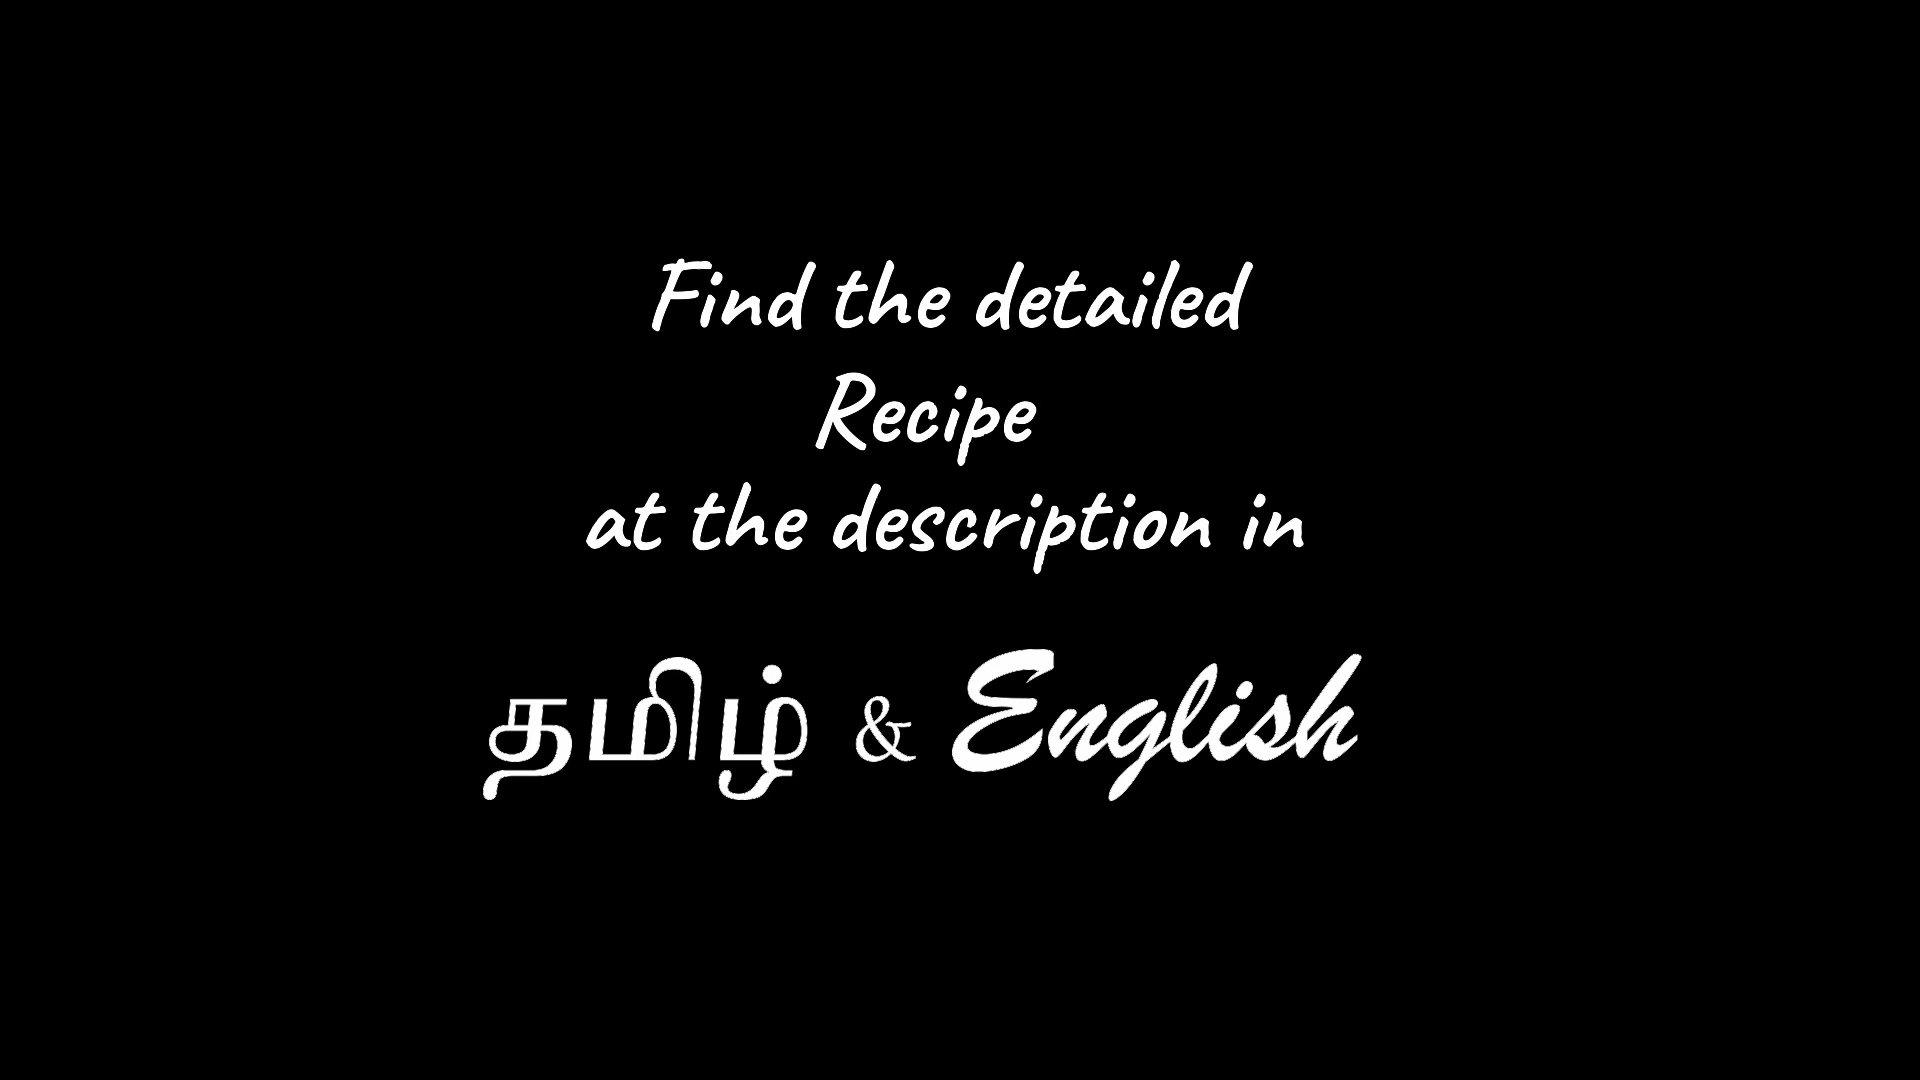 Find the detailed
Recipe
at the description in
தமிழ் & English